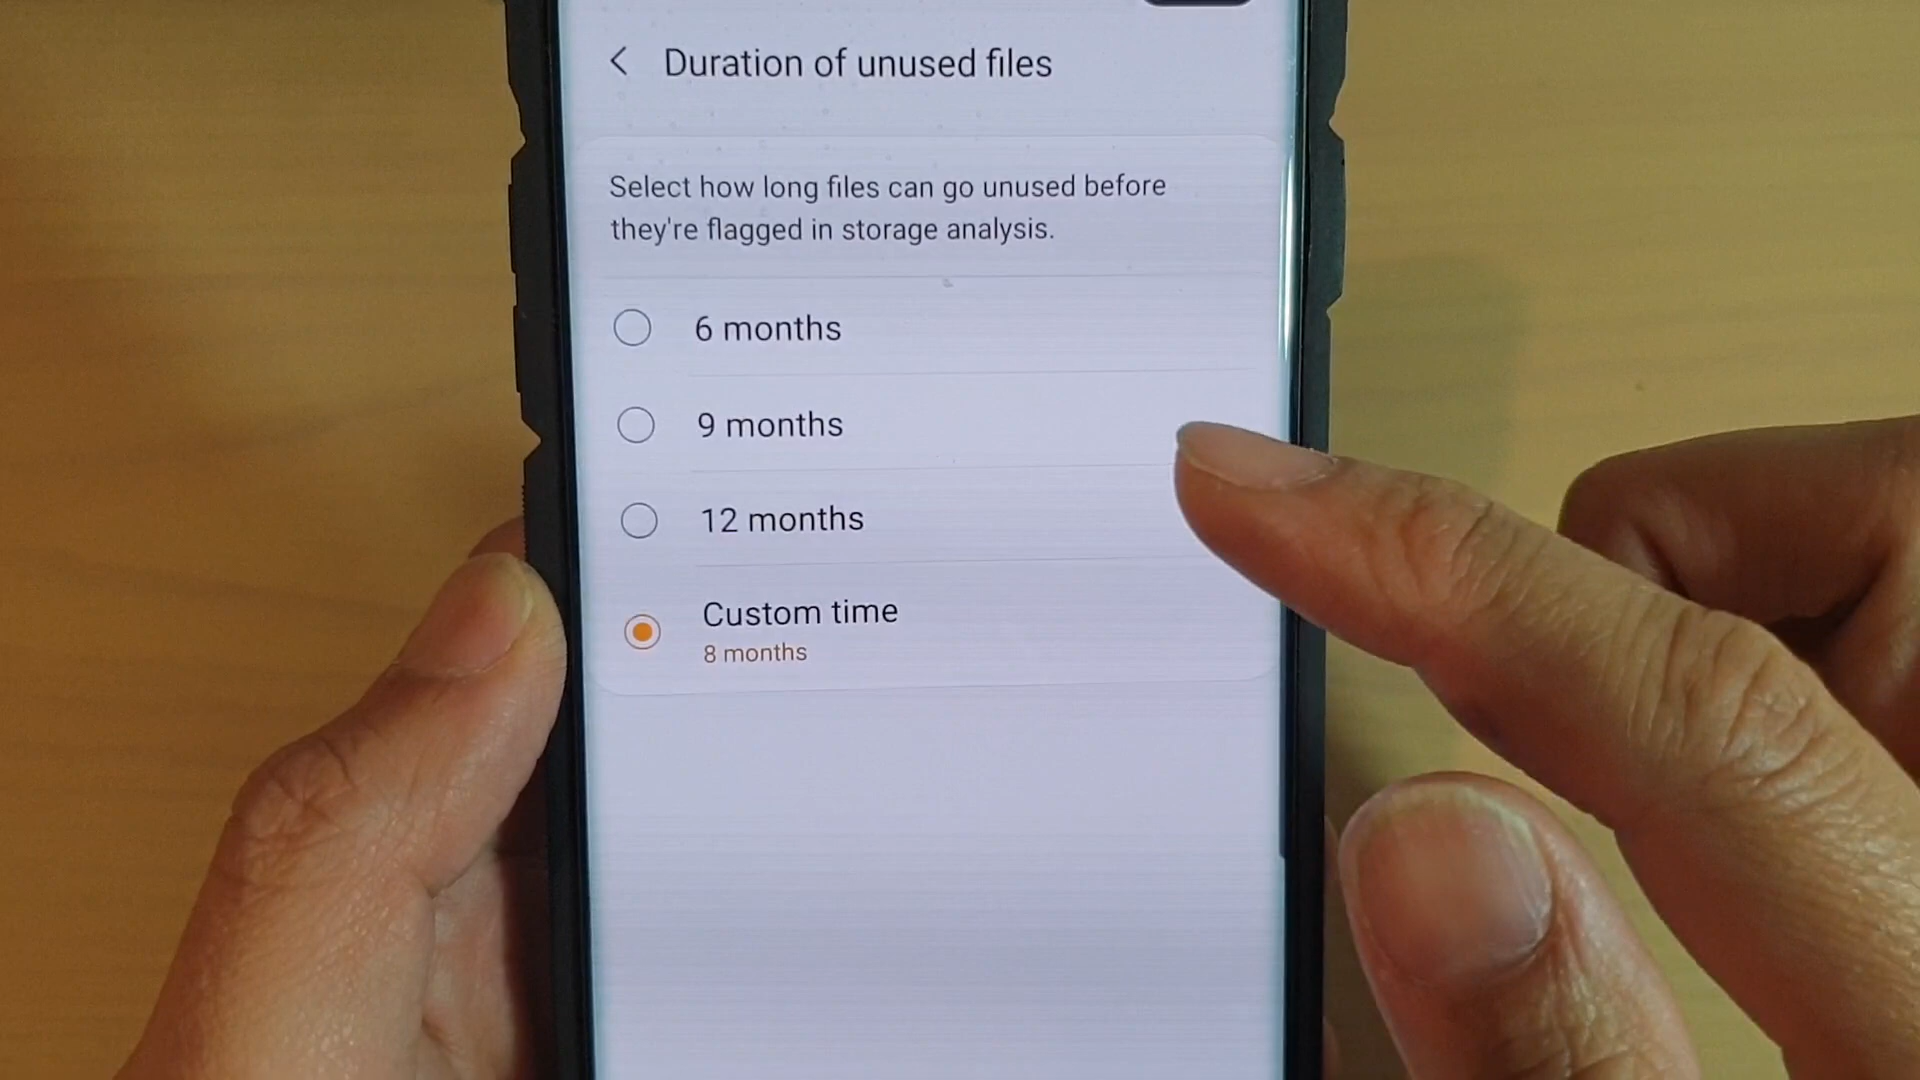 Duration of unused files
Select how long files can go unused before
they're flagged in storage analysis.
6 months
9 months
12 months
Custom time
8 months